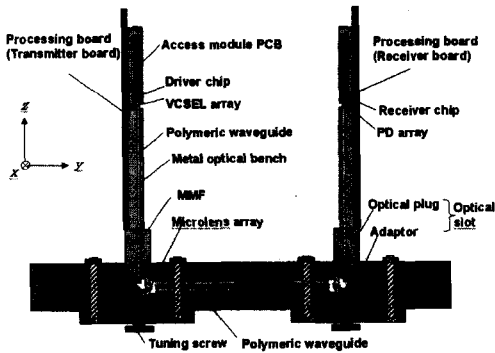 Processing board
(Transmitter board)
Access module PCB
Driver chip
VCSEL array
Polymeric waveguide
Metal optical bench
MMF
Microlens array
Processing board
(Receiver board)
Receiver chip
PD array
Optical plug
Optical
slot
Adaptor
Z
X
Y
Tuning screw
Polymeric waveguide